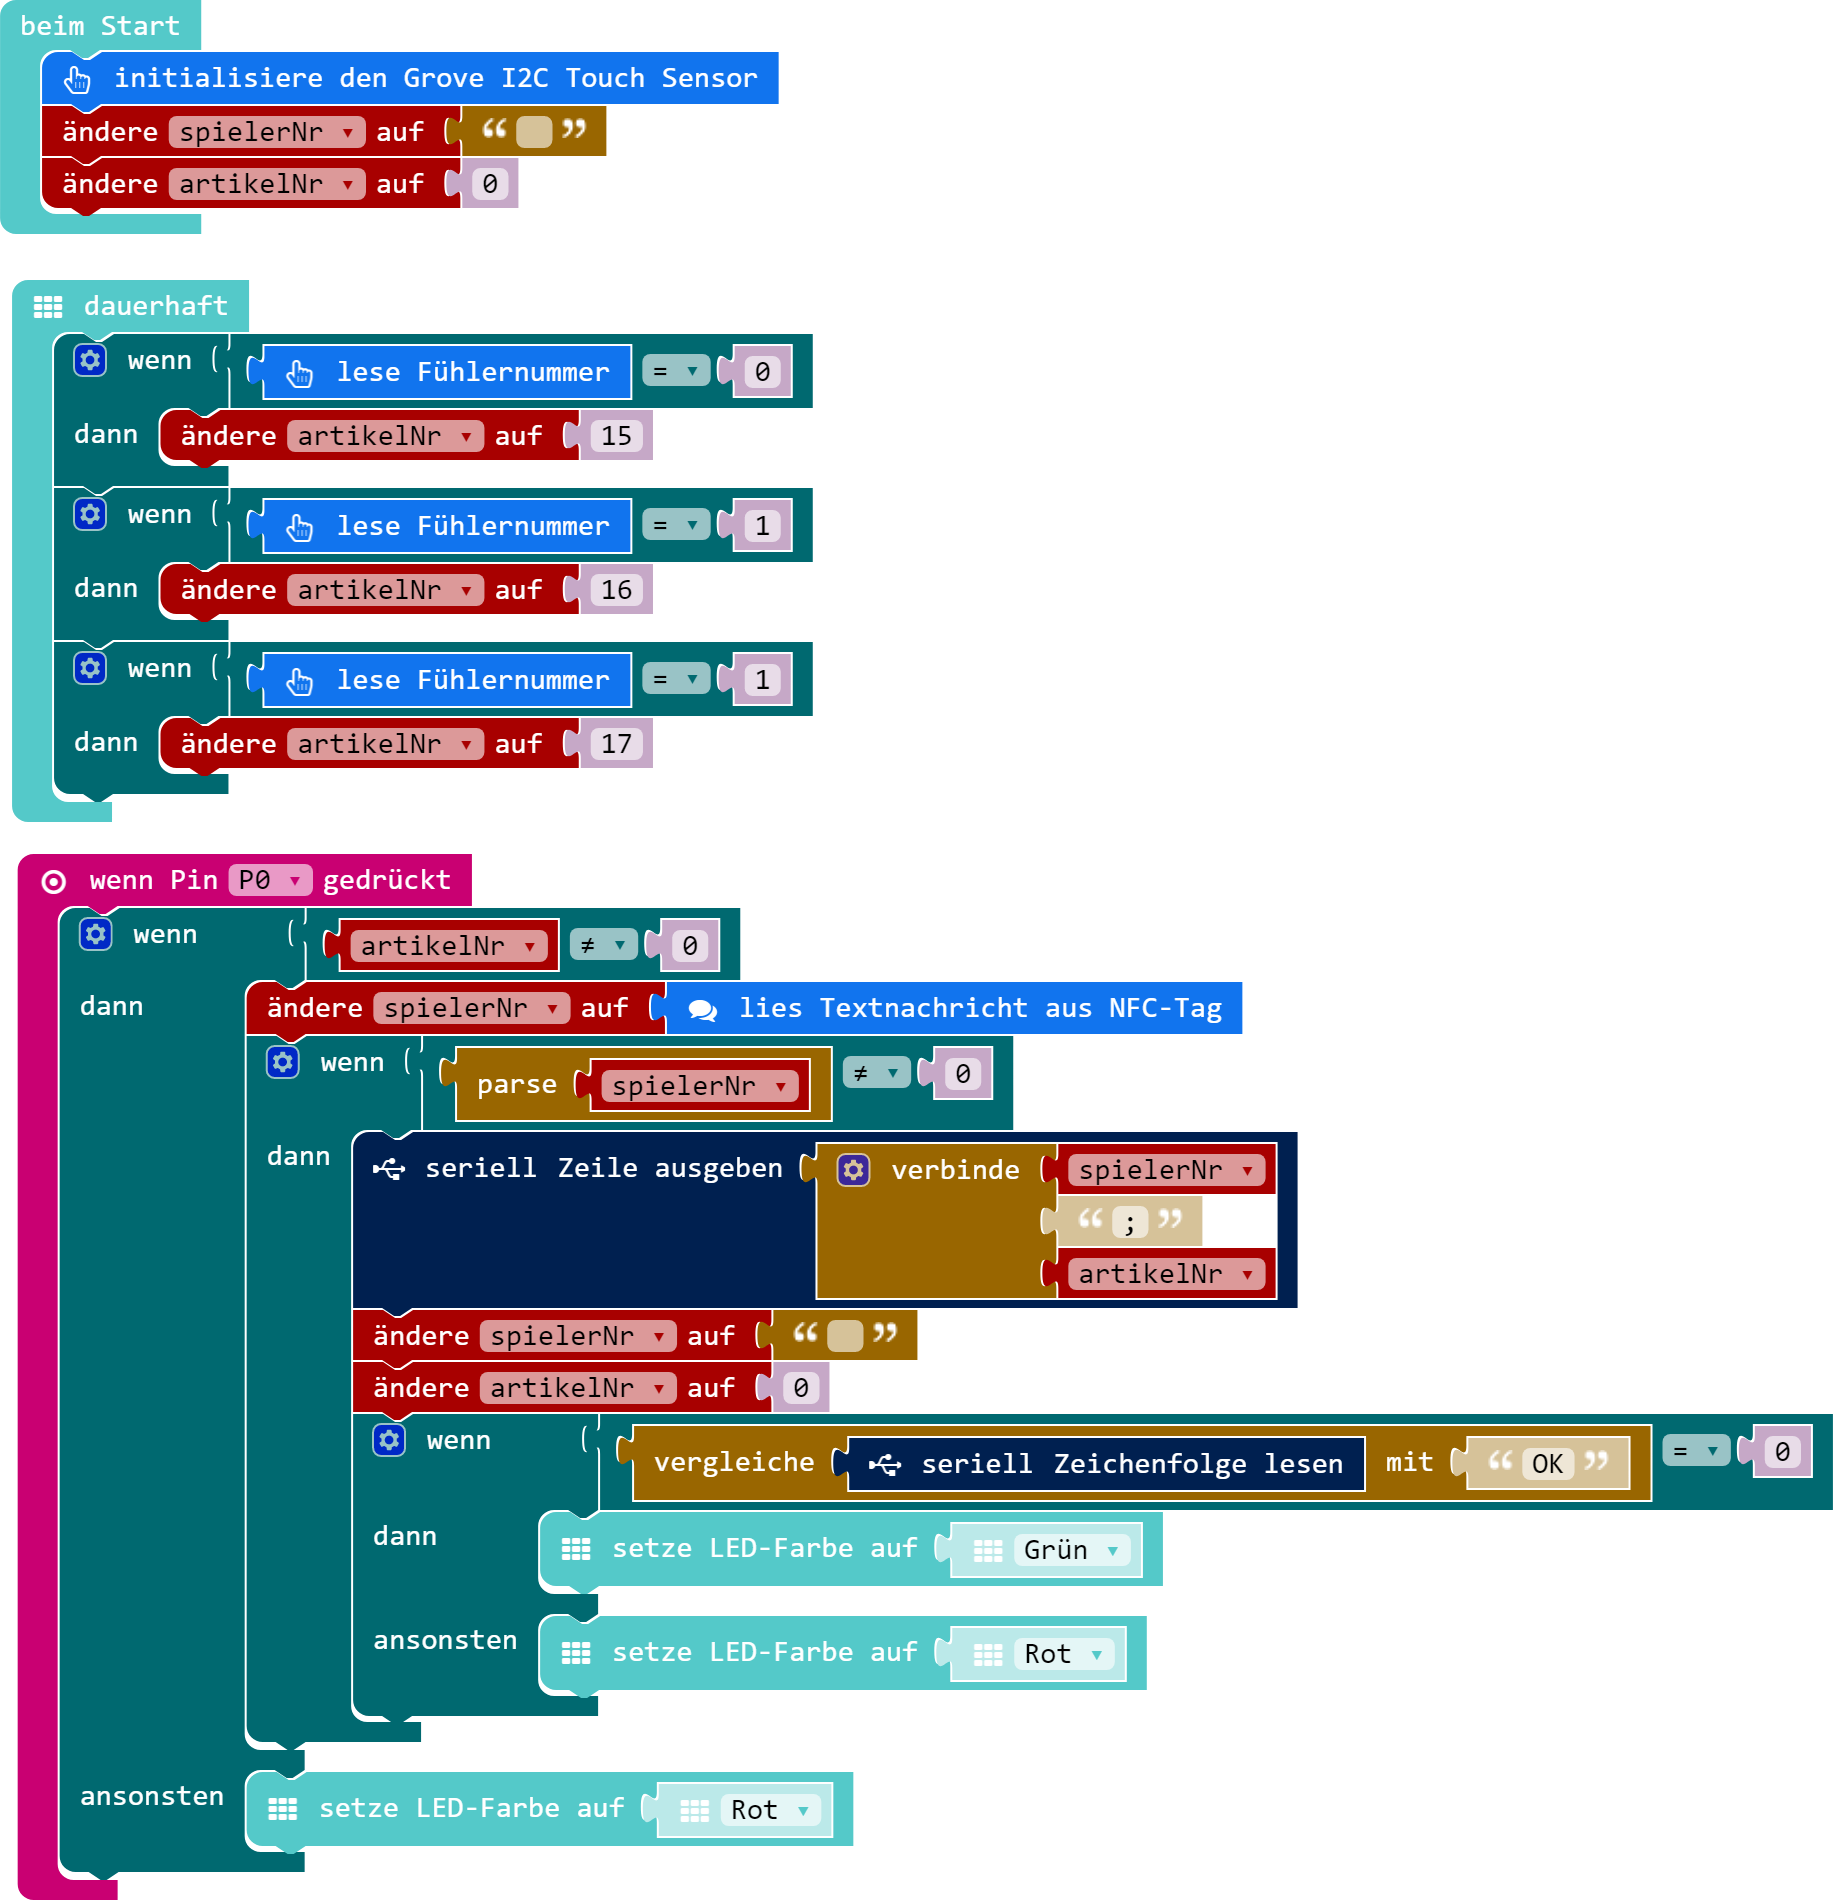 beim Start
initialisiere den Grove I2C Touch Sensor
ändere spielerNr ▾ auf “ ”
ändere artikelNr ▾ auf 0
dauerhaft
wenn lese Fühlernummer = ▾ 0
dann ändere artikelNr ▾ auf 15
wenn lese Fühlernummer = ▾ 1
dann ändere artikelNr ▾ auf 16
wenn lese Fühlernummer = ▾ 1
dann ändere artikelNr ▾ auf 17
wenn Pin P0 ▾ gedrückt
wenn artikelNr ▾ ≠ ▾ 0
dann ändere spielerNr ▾ auf lies Textnachricht aus NFC-Tag
wenn parse spielerNr ▾ ≠ ▾ 0
dann seriell Zeile ausgeben verbinde spielerNr ▾
“ ; ”
artikelNr ▾
ändere spielerNr ▾ auf “ ”
ändere artikelNr ▾ auf 0
wenn vergleiche seriell Zeichenfolge lesen mit “ OK ” = ▾ 0
dann setze LED-Farbe auf Grün ▾
ansonsten setze LED-Farbe auf Rot ▾
ansonsten setze LED-Farbe auf Rot ▾